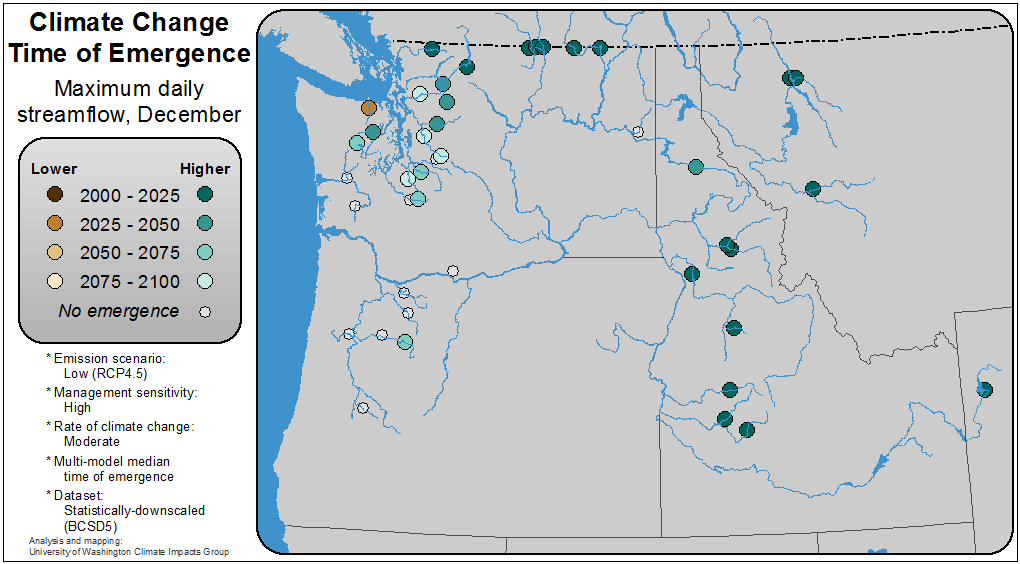 Climate Change
Time of Emergence
Maximum daily
streamflow, December
Lower Higher
2000 - 2025
2025 - 2050
2050 - 2075
2075 - 2100
No emergence
* Emission scenario:
Low (RCP4.5)
* Management sensitivity:
High
* Rate of climate change:
Moderate
* Multi-model median
time of emergence
* Dataset:
Statistically-downscaled
(BCSD5)
Analysis and mapping:
University of Washington Climate Impacts Group